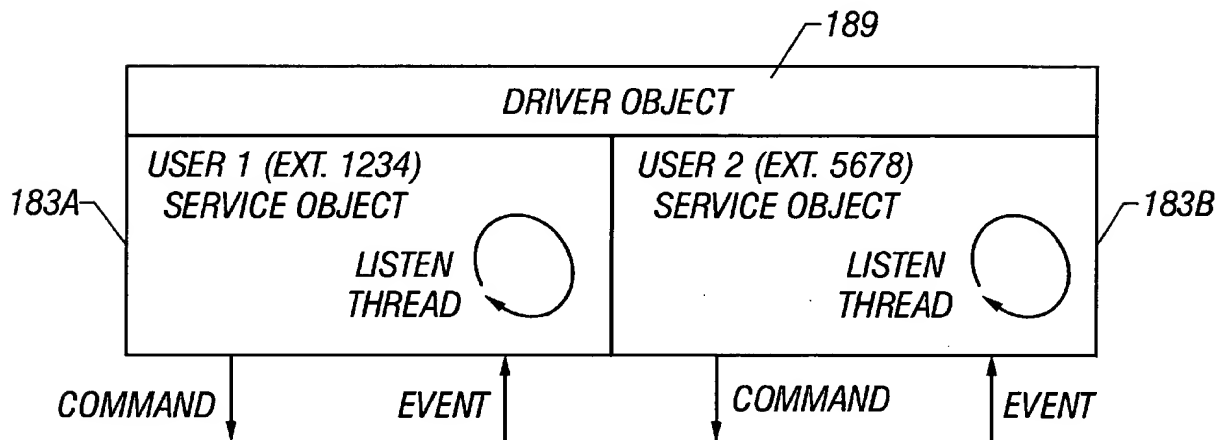 189
DRIVER OBJECT
USER 1 (EXT. 1234)
SERVICE OBJECT
USER 2 (EXT. 5678)
SERVICE OBJECT
183A
183B
LISTEN
THREAD
LISTEN
THREAD
COMMAND
EVENT
COMMAND
EVENT